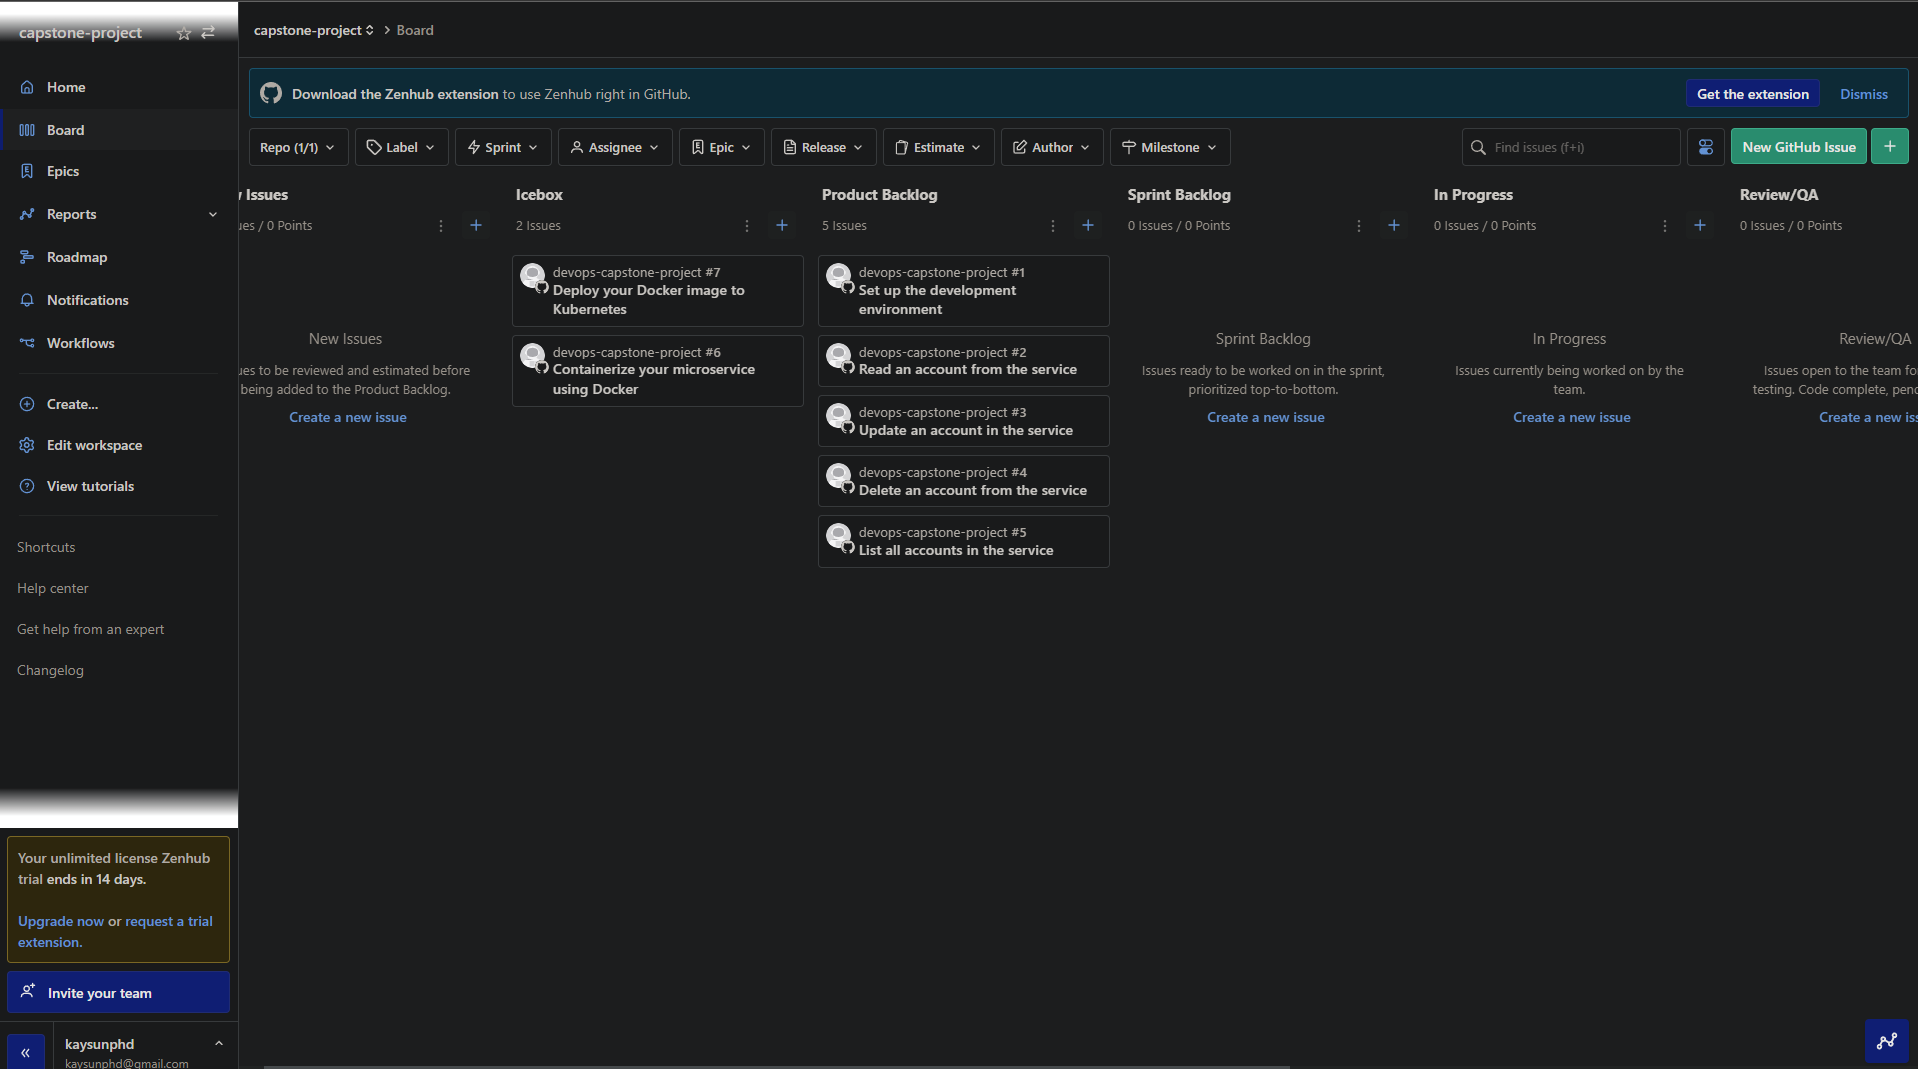 capstone-project
Home
Board
Epics
Reports
Roadmap
Notifications
Workflows
Create...
Edit workspace
View tutorials
Shortcuts
Help center
Get help from an expert
Changelog
Your unlimited license Zenhub
trial ends in 14 days.
Upgrade now or request a trial
extension.
Invite your team
kaysunphd
kaysunphd@gmail.com
capstone-project > Board
Download the Zenhub extension to use Zenhub right in GitHub.
Get the extension
Dismiss
Repo (1/1)
Label
Sprint
Assignee
Epic
Release
Estimate
Author
Milestone
Find issues (f+i)
New GitHub Issue
+
Issues
/ 0 Points
New Issues
to be reviewed and estimated before
being added to the Product Backlog.
Create a new issue
Icebox
2 Issues
devops-capstone-project #7
Deploy your Docker image to
Kubernetes
devops-capstone-project #6
Containerize your microservice
using Docker
Product Backlog
5 Issues
devops-capstone-project #1
Set up the development
environment
devops-capstone-project #2
Read an account from the service
devops-capstone-project #3
Update an account in the service
devops-capstone-project #4
Delete an account from the service
devops-capstone-project #5
List all accounts in the service
Sprint Backlog
0 Issues / 0 Points
Sprint Backlog
Issues ready to be worked on in the sprint,
prioritized top-to-bottom.
Create a new issue
In Progress
0 Issues / 0 Points
In Progress
Issues currently being worked on by the
team.
Create a new issue
Review/QA
0 Issues / 0 Points
Review/QA
Issues open to the team
testing. Code complete,
Create a new